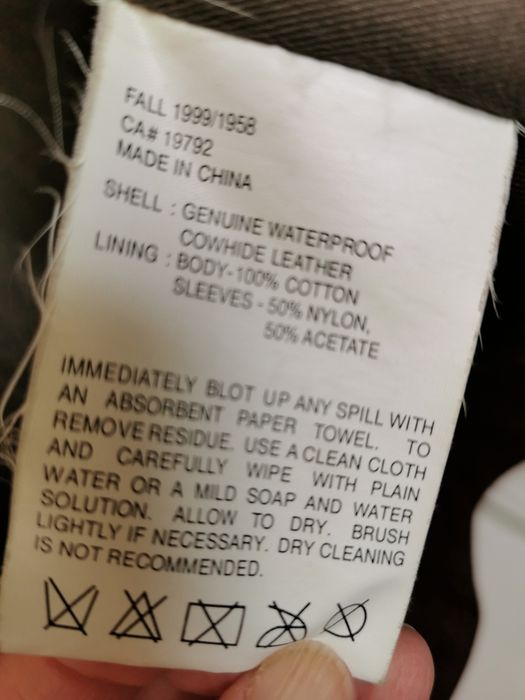 FALL 1999/1958
CA# 19792
MADE IN CHINA
SHELL : GENUINE WATERPROOF
COWHIDE LEATHER
LINING : BODY-100% COTTON
SLEEVES - 50% NYLON,
50% ACETATE
IMMEDIATELY BLOT UP ANY SPILL WITH
AN ABSORBENT PAPER TOWEL. TO
REMOVE RESIDUE. USE A CLEAN CLOTH
AND CAREFULLY WIPE WITH PLAIN
WATER OR A MILD SOAP AND WATER
SOLUTION. ALLOW TO DRY. BRUSH
LIGHTLY IF NECESSARY. DRY CLEANING
IS NOT RECOMMENDED.